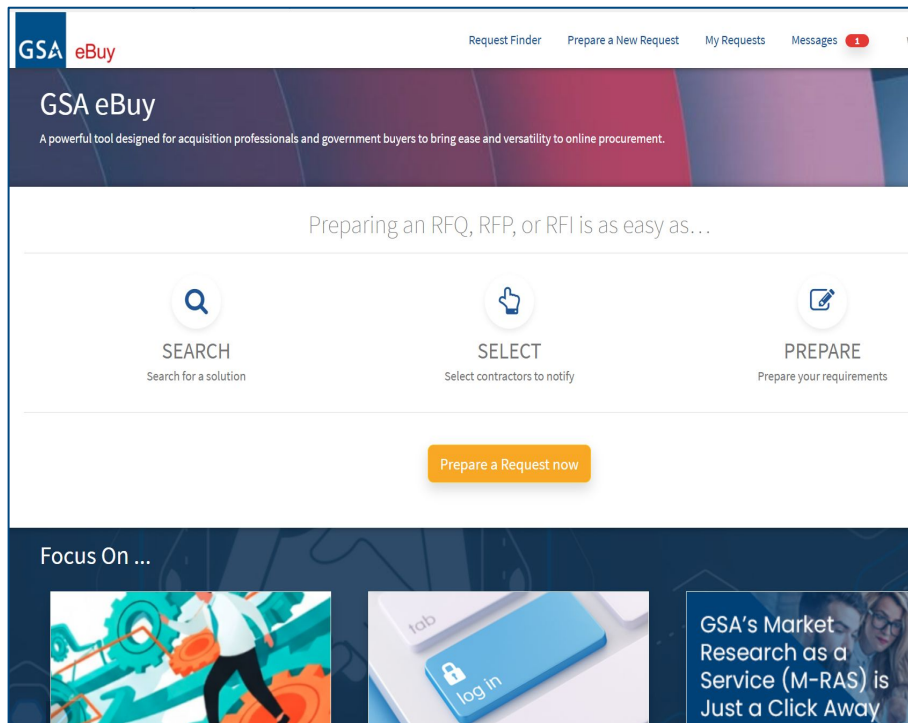 GSA eBuy
Request Finder Prepare a New Request My Requests Messages 1
GSA eBuy
A powerful tool designed for acquisition professionals and government buyers to bring ease and versatility to online procurement.
Preparing an RFQ, RFP, or RFI is as easy as...
SEARCH
Search for a solution
SELECT
Select contractors to notify
PREPARE
Prepare your requirements
Prepare a Request now
Focus On ...
tab
log in
GSA's Market
Research as a
Service (M-RAS) is
Just a Click Away